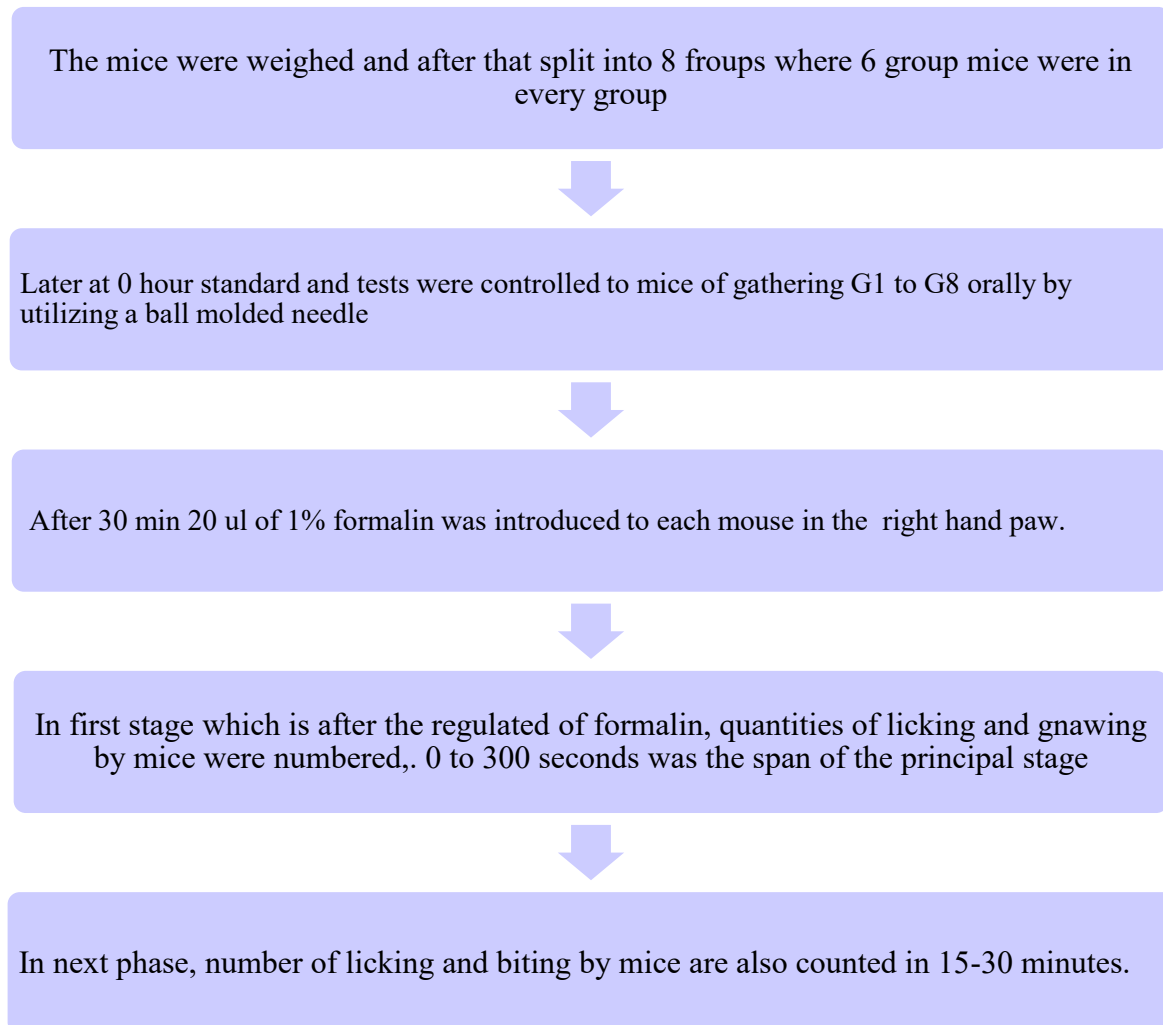 The mice were weighed and after that split into 8 froups where 6 group mice were in
every group
Later at 0 hour standard and tests were controlled to mice of gathering G1 to G8 orally by
utilizing a ball molded needle
After 30 min 20 ul of 1% formalin was introduced to each mouse in the right hand paw.
In first stage which is after the regulated of formalin, quantities of licking and gnawing
by mice were numbered,. 0 to 300 seconds was the span of the principal stage
In next phase, number of licking and biting by mice are also counted in 15-30 minutes.